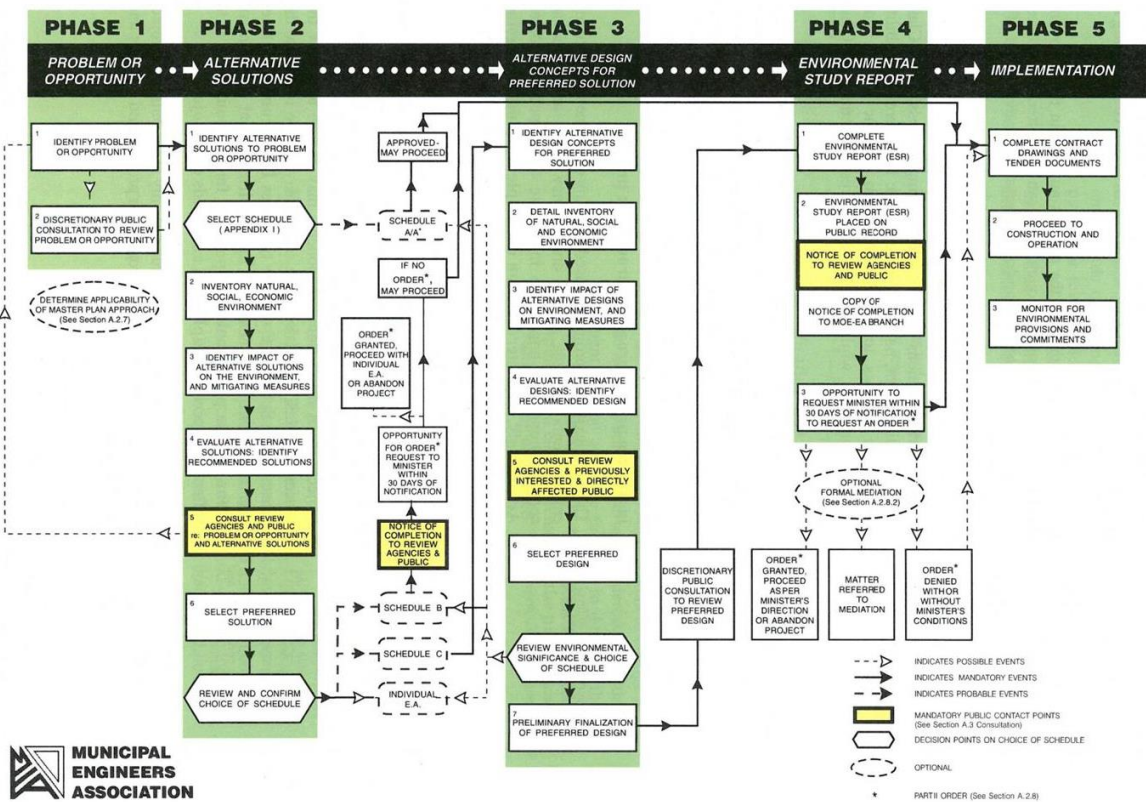 PHASE 1
PROBLEM OR
OPPORTUNITY
1
IDENTIFY PROBLEM
OR OPPORTUNITY
2
DISCRETIONARY PUBLIC
CONSULTATION TO REVIEW
PROBLEM OR OPPORTUNITY
DETERMINE APPLICABILITY
OF MASTER PLAN APPROACH
(See Section A.2.7)
PHASE 2
ALTERNATIVE
SOLUTIONS
1
IDENTIFY ALTERNATIVE
SOLUTIONS TO PROBLEM
OR OPPORTUNITY
SELECT SCHEDULE
(APPENDIX I)
2
INVENTORY NATURAL,
SOCIAL, ECONOMIC
ENVIRONMENT
3
IDENTIFY IMPACT OF
ALTERNATIVE SOLUTIONS
ON THE ENVIRONMENT,
AND MITIGATING MEASURES
4
EVALUATE ALTERNATIVE
SOLUTIONS: IDENTIFY
RECOMMENDED SOLUTIONS
5
CONSULT REVIEW
AGENCIES AND PUBLIC
re: PROBLEM OR OPPORTUNITY
AND ALTERNATIVE SOLUTIONS
6
SELECT PREFERRED
SOLUTION
REVIEW AND CONFIRM
CHOICE OF SCHEDULE
APPROVED-
MAY PROCEED
SCHEDULE
A/A+
IF NO
ORDER*,
MAY PROCEED
ORDER*
GRANTED,
PROCEED WITH
INDIVIDUAL
E.A.
OR ABANDON
PROJECT
OPPORTUNITY
FOR ORDER*
REQUEST TO
MINISTER
WITHIN
30 DAYS OF
NOTIFICATION
NOTICE OF
COMPLETION
TO REVIEW
AGENCIES &
PUBLIC
SCHEDULE B
SCHEDULE C
INDIVIDUAL
E.A.
PHASE 3
ALTERNATIVE DESIGN
CONCEPTS FOR
PREFERRED SOLUTION
1
IDENTIFY ALTERNATIVE
DESIGN CONCEPTS
FOR PREFERRED
SOLUTION
2
DETAIL INVENTORY
OF NATURAL, SOCIAL
AND ECONOMIC
ENVIRONMENT
3
IDENTIFY IMPACT OF
ALTERNATIVE DESIGNS
ON ENVIRONMENT, AND
MITIGATING MEASURES
4
EVALUATE ALTERNATIVE
DESIGNS: IDENTIFY
RECOMMENDED DESIGN
5
CONSULT REVIEW
AGENCIES & PREVIOUSLY
INTERESTED & DIRECTLY
AFFECTED PUBLIC
6
SELECT PREFERRED
DESIGN
REVIEW ENVIRONMENTAL
SIGNIFICANCE & CHOICE
OF SCHEDULE
7
PRELIMINARY FINALIZATION
OF PREFERRED DESIGN
DISCRETIONARY
PUBLIC
CONSULTATION
TO REVIEW
PREFERRED
DESIGN
PHASE 4
ENVIRONMENTAL
STUDY REPORT
1
COMPLETE
ENVIRONMENTAL
STUDY REPORT (ESR)
2
ENVIRONMENTAL
STUDY REPORT (ESR)
PLACED ON
PUBLIC RECORD
NOTICE OF COMPLETION
TO REVIEW AGENCIES
AND PUBLIC
COPY OF
NOTICE OF COMPLETION
TO MOE-EA BRANCH
3
OPPORTUNITY TO
REQUEST MINISTER WITHIN
30 DAYS OF NOTIFICATION
TO REQUEST AN ORDER*
OPTIONAL
FORMAL MEDIATION
(See Section A.2.8.2)
ORDER*
GRANTED,
PROCEED
AS PER
MINISTER'S
DIRECTION
OR ABANDON
PROJECT
MATTER
REFERRED
TO
MEDIATION
ORDER*
DENIED
WITH OR
WITHOUT
MINISTER'S
CONDITIONS
PHASE 5
IMPLEMENTATION
1
COMPLETE CONTRACT
DRAWINGS AND
TENDER DOCUMENTS
2
PROCEED TO
CONSTRUCTION AND
OPERATION
3
MONITOR FOR
ENVIRONMENTAL
PROVISIONS AND
COMMITMENTS
INDICATES POSSIBLE EVENTS
INDICATES MANDATORY EVENTS
INDICATES PROBABLE EVENTS
MANDATORY PUBLIC CONTACT POINTS
(See Section A.3 Consultation)
DECISION POINTS ON CHOICE OF SCHEDULE
OPTIONAL
* PART II ORDER (See Section A.2.8)
MUNICIPAL
ENGINEERS
ASSOCIATION